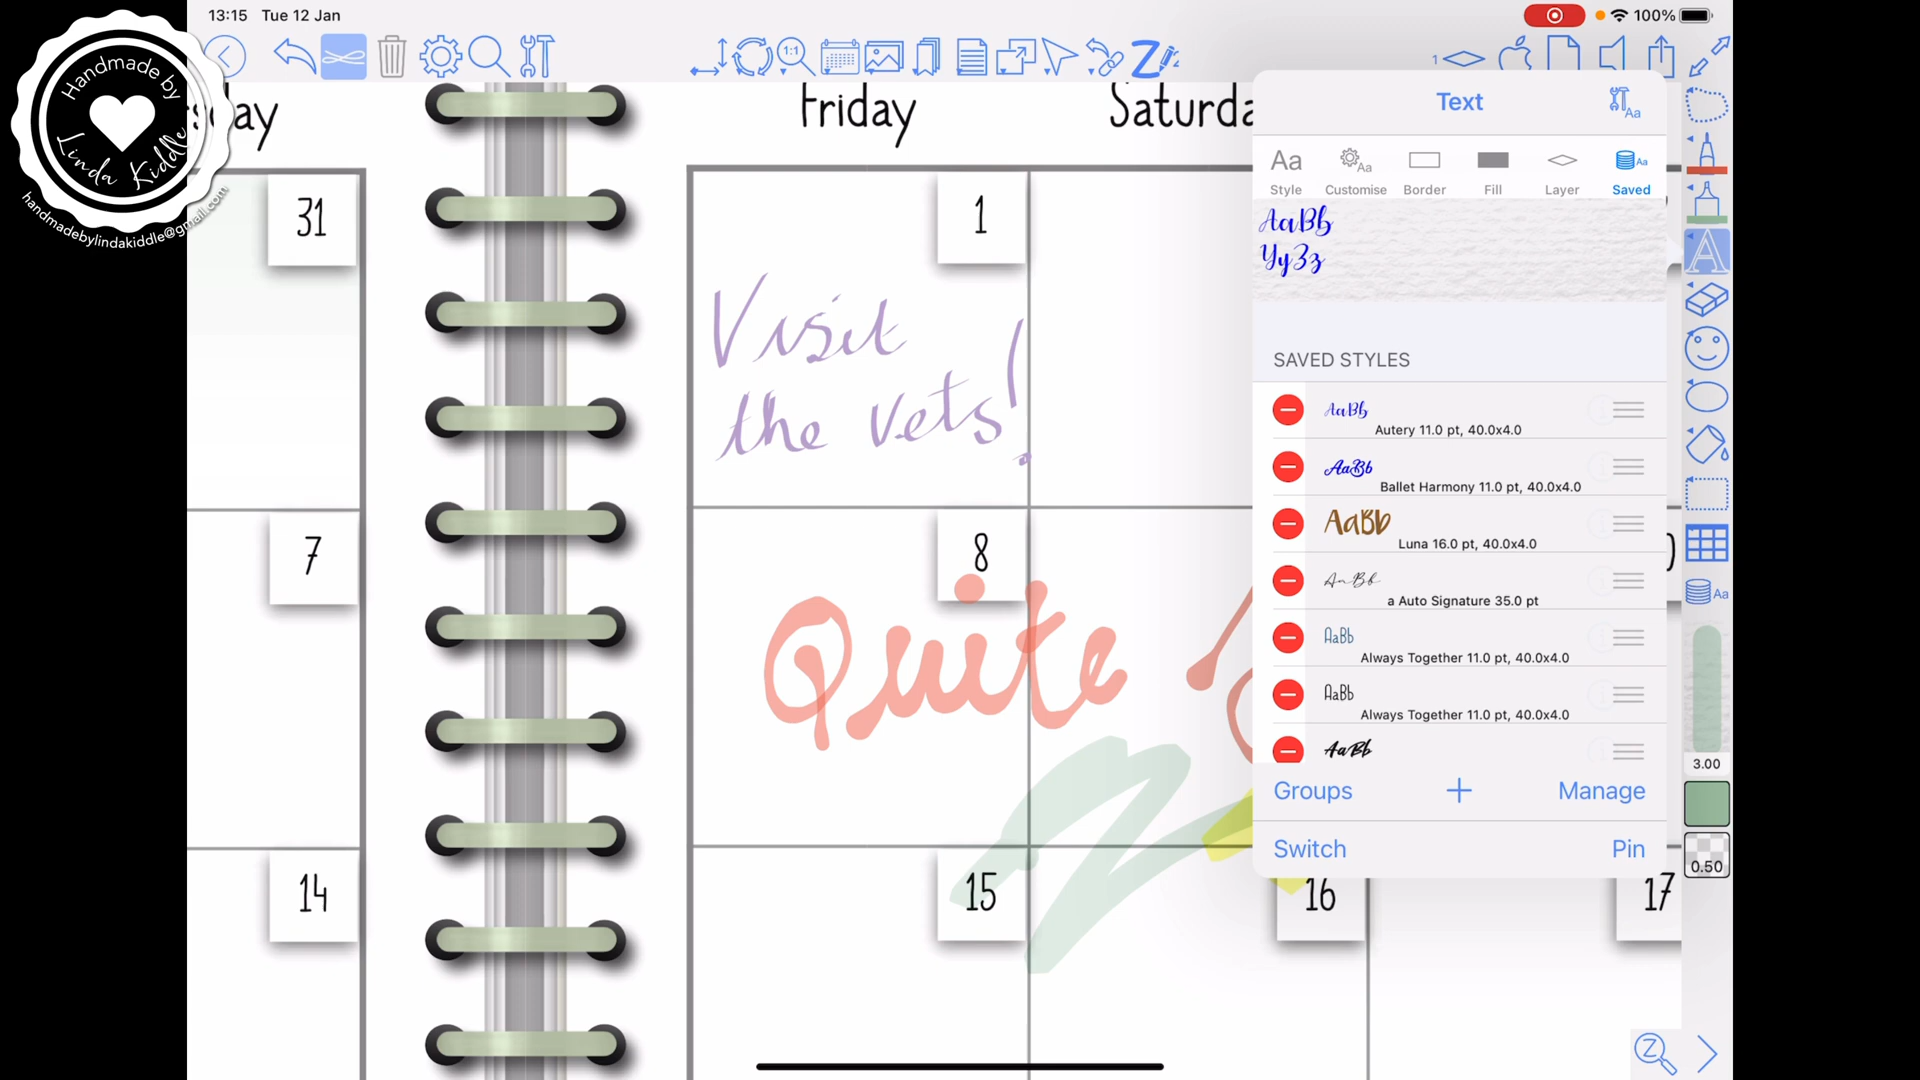 13:15 Tue 12 Jan
100%
Handmade by
Linda Kiddle
handmadebylindakiddle@gmail.com
1:1
1
sday
Friday
Saturda
31
1
Visit
the vets!
7
8
Quite
14
15
16
17
Text
Aa
Style
Customise
Border
Fill
Layer
Saved
AaBb
YyZz
SAVED STYLES
AaBb
Autery 11.0 pt, 40.0x4.0
AaBb
Ballet Harmony 11.0 pt, 40.0x4.0
AaBb
Luna 16.0 pt, 40.0x4.0
AaBb
a Auto Signature 35.0 pt
AaBb
Always Together 11.0 pt, 40.0x4.0
AaBb
Always Together 11.0 pt, 40.0x4.0
AaBb
Groups + Manage
Switch Pin
Aa
3.00
0.50